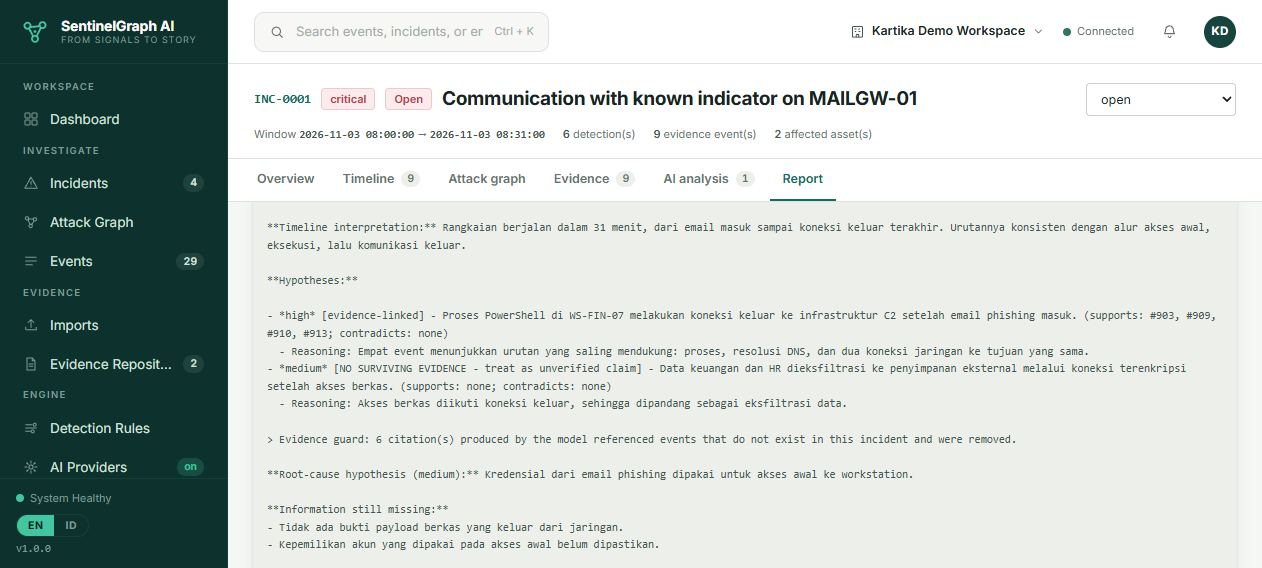 SentinelGraph AI
FROM SIGNALS TO STORY
Search events, incidents, or er
Ctrl + K
Kartika Demo Workspace
Connected
KD
WORKSPACE
Dashboard
INVESTIGATE
Incidents 4
Attack Graph
Events 29
EVIDENCE
Imports
Evidence Reposit... 2
ENGINE
Detection Rules
AI Providers on
System Healthy
EN ID
v1.0.0
INC-0001 critical Open Communication with known indicator on MAILGW-01
open
Window 2026-11-03 08:00:00 → 2026-11-03 08:31:00 6 detection(s) 9 evidence event(s) 2 affected asset(s)
Overview Timeline 9 Attack graph Evidence 9 AI analysis 1 Report
**Timeline interpretation:** Rangkaian berjalan dalam 31 menit, dari email masuk sampai koneksi keluar terakhir. Urutannya konsisten dengan alur akses awal,
eksekusi, lalu komunikasi keluar.
**Hypotheses:**
- *high* [evidence-linked] - Proses PowerShell di WS-FIN-07 melakukan koneksi keluar ke infrastruktur C2 setelah email phishing masuk. (supports: #903, #909,
#910, #913; contradicts: none)
- Reasoning: Empat event menunjukkan urutan yang saling mendukung: proses, resolusi DNS, dan dua koneksi jaringan ke tujuan yang sama.
- *medium* [NO SURVIVING EVIDENCE - treat as unverified claim] - Data keuangan dan HR dieksfiltrasi ke penyimpanan eksternal melalui koneksi terenkripsi
setelah akses berkas. (supports: none; contradicts: none)
- Reasoning: Akses berkas diikuti koneksi keluar, sehingga dipandang sebagai eksfiltrasi data.
> Evidence guard: 6 citation(s) produced by the model referenced events that do not exist in this incident and were removed.
**Root-cause hypothesis (medium):** Kredensial dari email phishing dipakai untuk akses awal ke workstation.
**Information still missing:**
- Tidak ada bukti payload berkas yang keluar dari jaringan.
- Kepemilikan akun yang dipakai pada akses awal belum dipastikan.